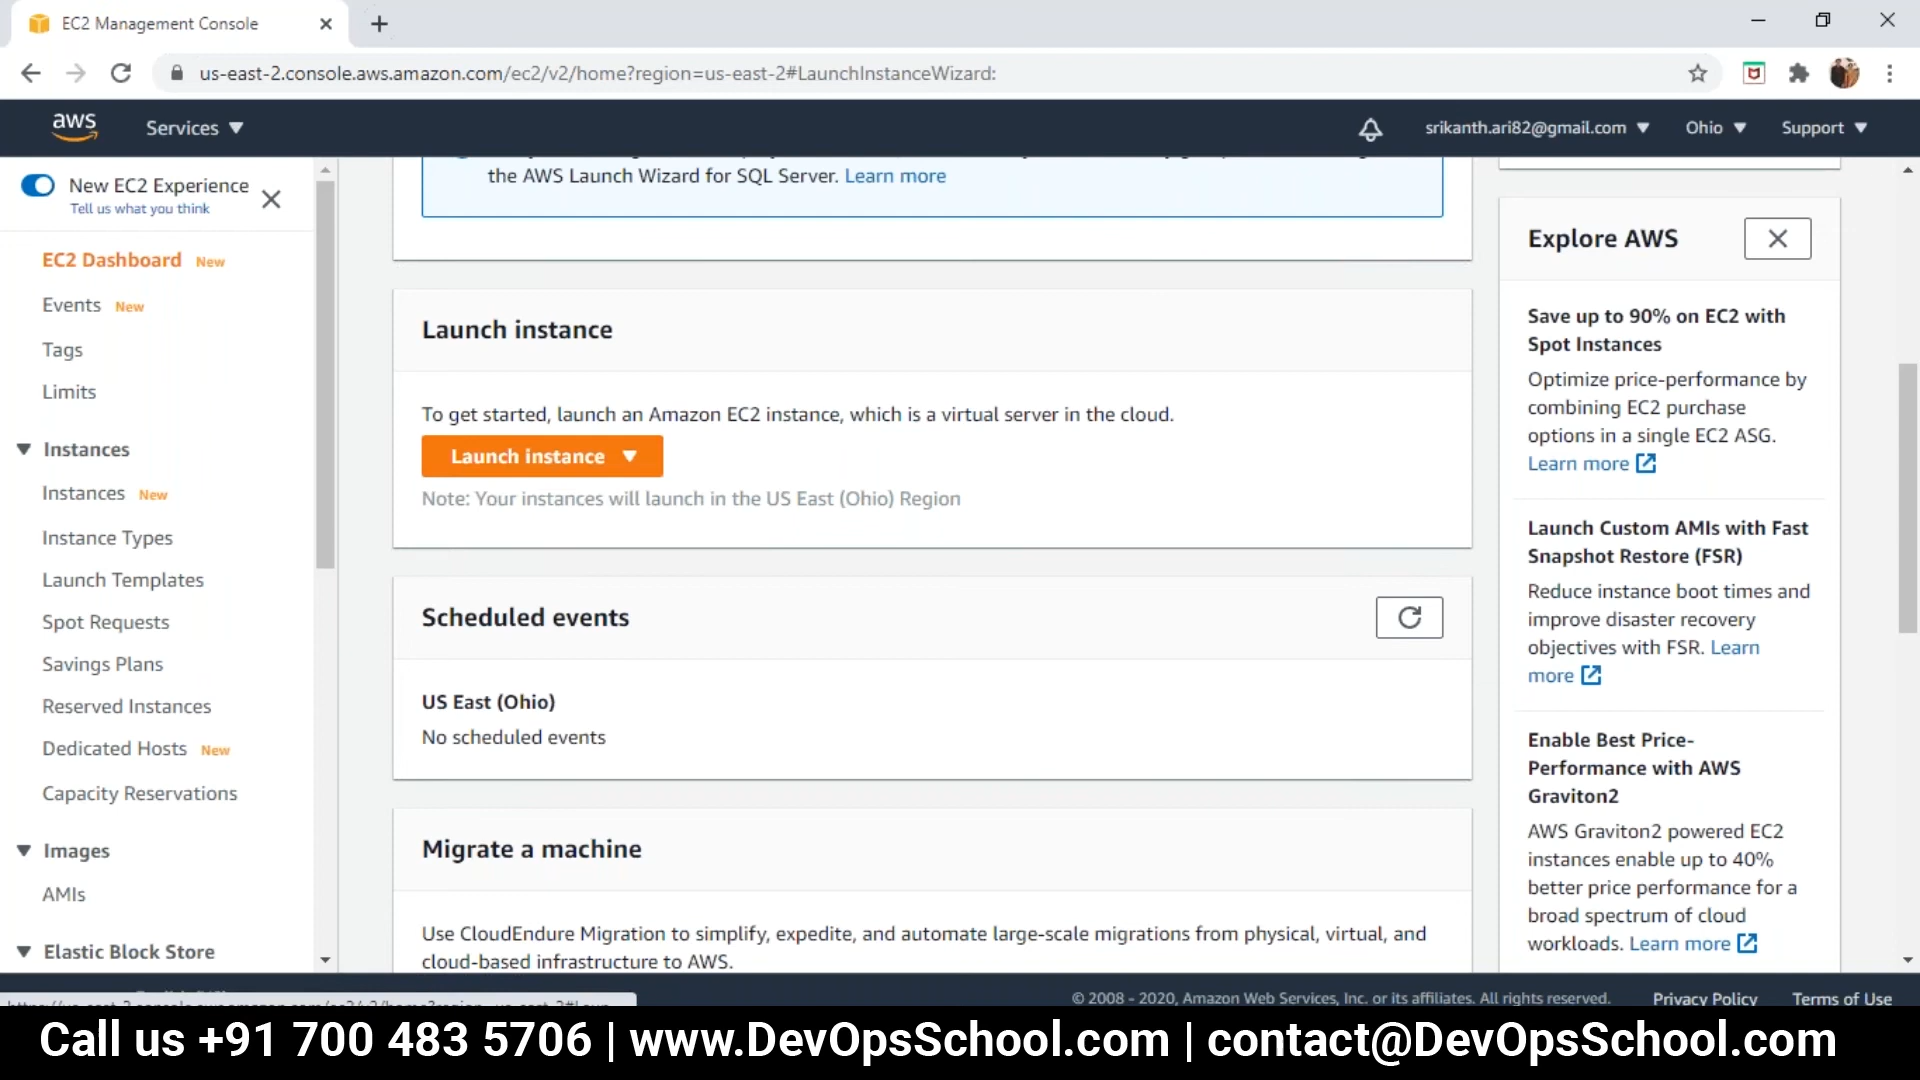 EC2 Management Console
us-east-2.console.aws.amazon.com/ec2/v2/home?region=us-east-2#LaunchInstanceWizard:
aws
Services
srikanth.ari82@gmail.com
Ohio
Support
New EC2 Experience
Tell us what you think
EC2 Dashboard New
Events New
Tags
Limits
Instances
Instances New
Instance Types
Launch Templates
Spot Requests
Savings Plans
Reserved Instances
Dedicated Hosts New
Capacity Reservations
Images
AMIs
Elastic Block Store
the AWS Launch Wizard for SQL Server. Learn more
Launch instance
To get started, launch an Amazon EC2 instance, which is a virtual server in the cloud.
Launch instance
Note: Your instances will launch in the US East (Ohio) Region
Scheduled events
US East (Ohio)
No scheduled events
Migrate a machine
Use CloudEndure Migration to simplify, expedite, and automate large-scale migrations from physical, virtual, and
cloud-based infrastructure to AWS.
Explore AWS
Save up to 90% on EC2 with
Spot Instances
Optimize price-performance by
combining EC2 purchase
options in a single EC2 ASG.
Learn more
Launch Custom AMIs with Fast
Snapshot Restore (FSR)
Reduce instance boot times and
improve disaster recovery
objectives with FSR. Learn
more
Enable Best Price-
Performance with AWS
Graviton2
AWS Graviton2 powered EC2
instances enable up to 40%
better price performance for a
broad spectrum of cloud
workloads. Learn more
© 2008 - 2020, Amazon Web Services, Inc. or its affiliates. All rights reserved.
Privacy Policy
Terms of Use
Call us +91 700 483 5706 | www.DevOpsSchool.com | contact@DevOpsSchool.com